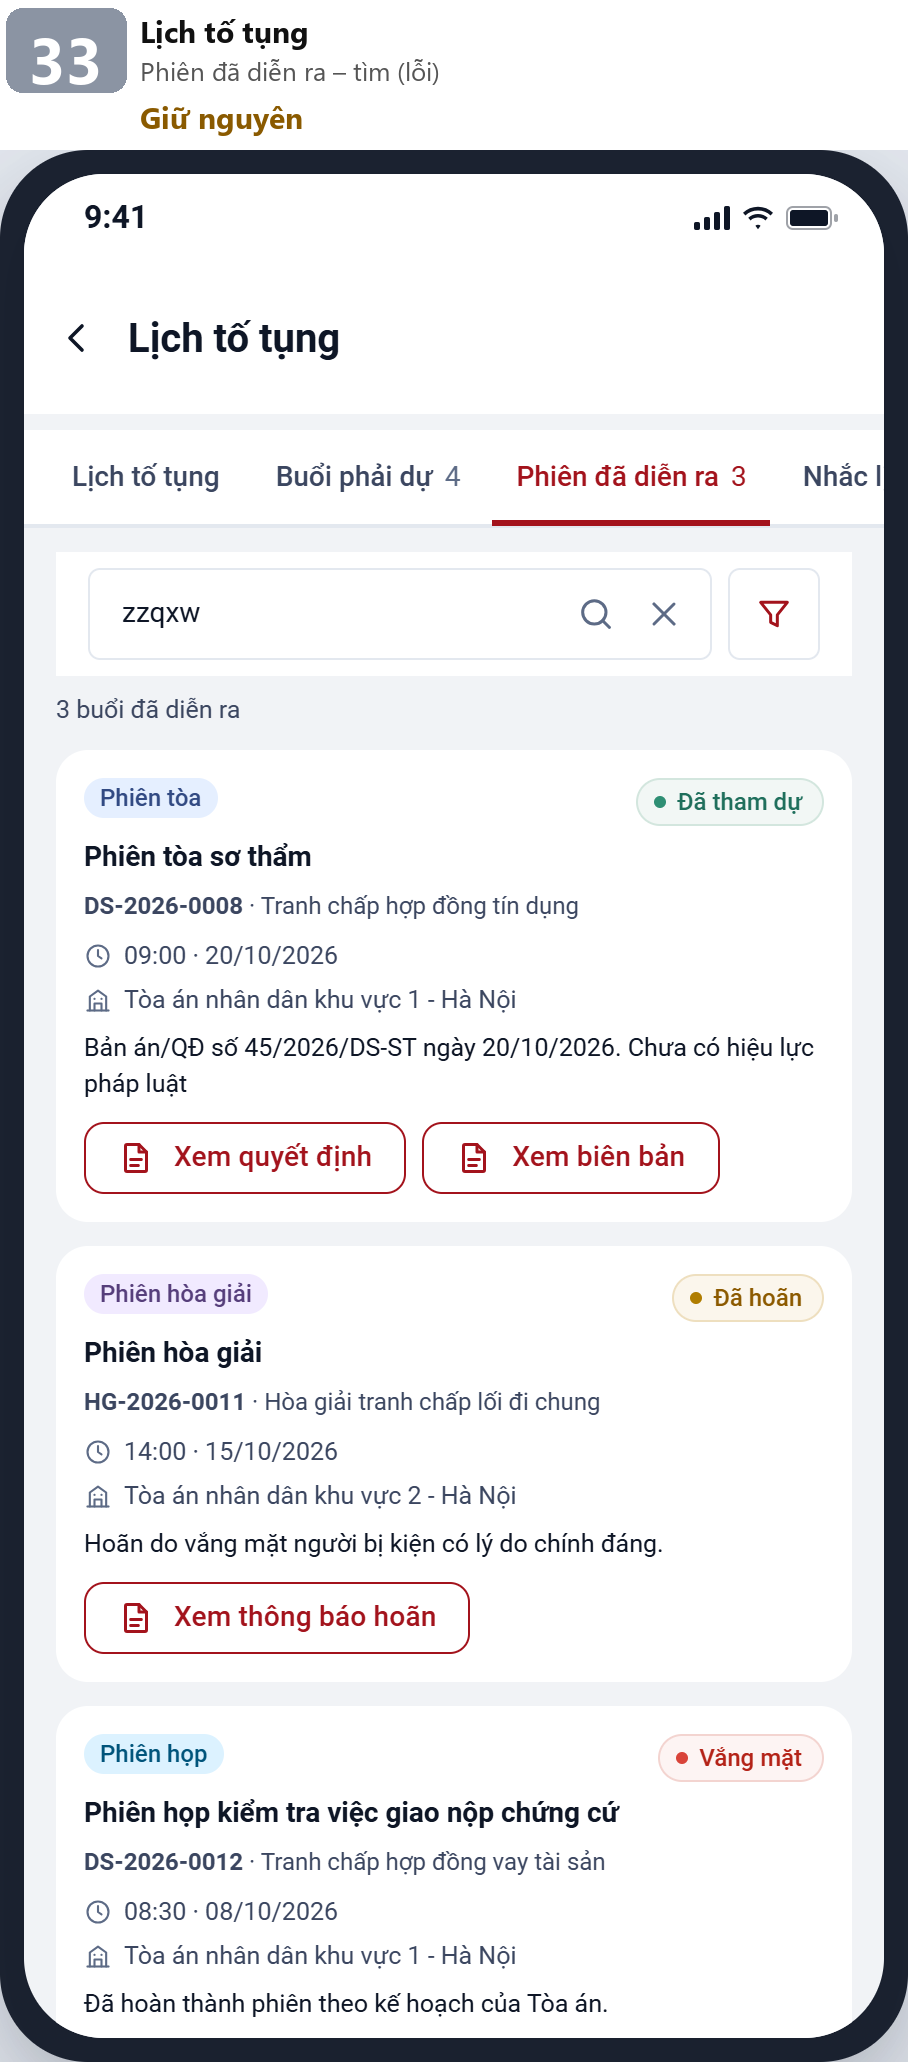 33
Lịch tố tụng
Phiên đã diễn ra – tìm (lỗi)
Giữ nguyên
9:41
Lịch tố tụng
Lịch tố tụng Buổi phải dự 4 Phiên đã diễn ra 3 Nhắc l
zzqxw
3 buổi đã diễn ra
Phiên tòa Đã tham dự
Phiên tòa sơ thẩm
DS-2026-0008 · Tranh chấp hợp đồng tín dụng
09:00 · 20/10/2026
Tòa án nhân dân khu vực 1 - Hà Nội
Bản án/QĐ số 45/2026/DS-ST ngày 20/10/2026. Chưa có hiệu lực
pháp luật
Xem quyết định Xem biên bản
Phiên hòa giải Đã hoãn
Phiên hòa giải
HG-2026-0011 · Hòa giải tranh chấp lối đi chung
14:00 · 15/10/2026
Tòa án nhân dân khu vực 2 - Hà Nội
Hoãn do vắng mặt người bị kiện có lý do chính đáng.
Xem thông báo hoãn
Phiên họp Vắng mặt
Phiên họp kiểm tra việc giao nộp chứng cứ
DS-2026-0012 · Tranh chấp hợp đồng vay tài sản
08:30 · 08/10/2026
Tòa án nhân dân khu vực 1 - Hà Nội
Đã hoàn thành phiên theo kế hoạch của Tòa án.